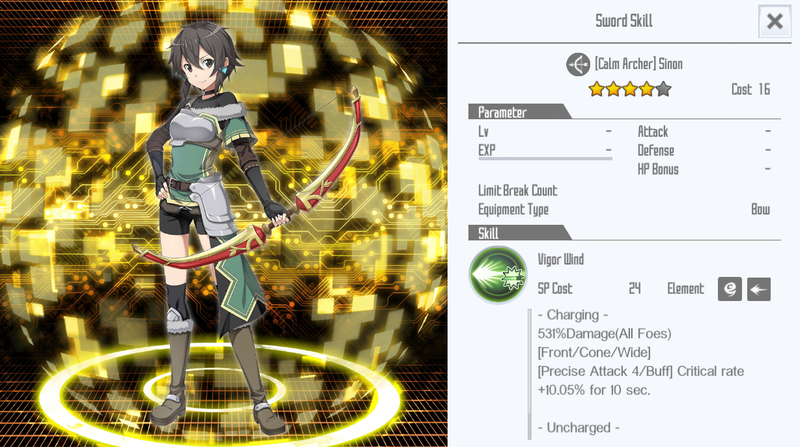 Sword Skill
[Calm Archer] Sinon
Cost 16
Parameter
Lv - Attack -
EXP - Defense -
HP Bonus -
Limit Break Count
Equipment Type Bow
Skill
Vigor Wind
SP Cost 24 Element
- Charging -
531%Damage(All Foes)
[Front/Cone/Wide]
[Precise Attack 4/Buff] Critical rate
+10.05% for 10 sec.
- Uncharged -